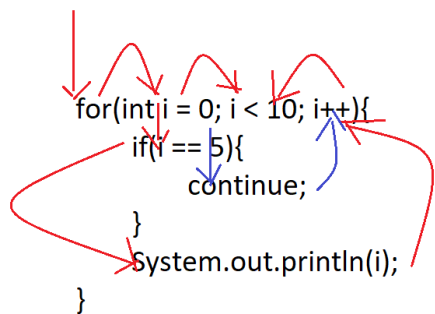 for(int i = 0; i < 10; i++){
if(i == 5){
continue;
}
System.out.println(i);
}